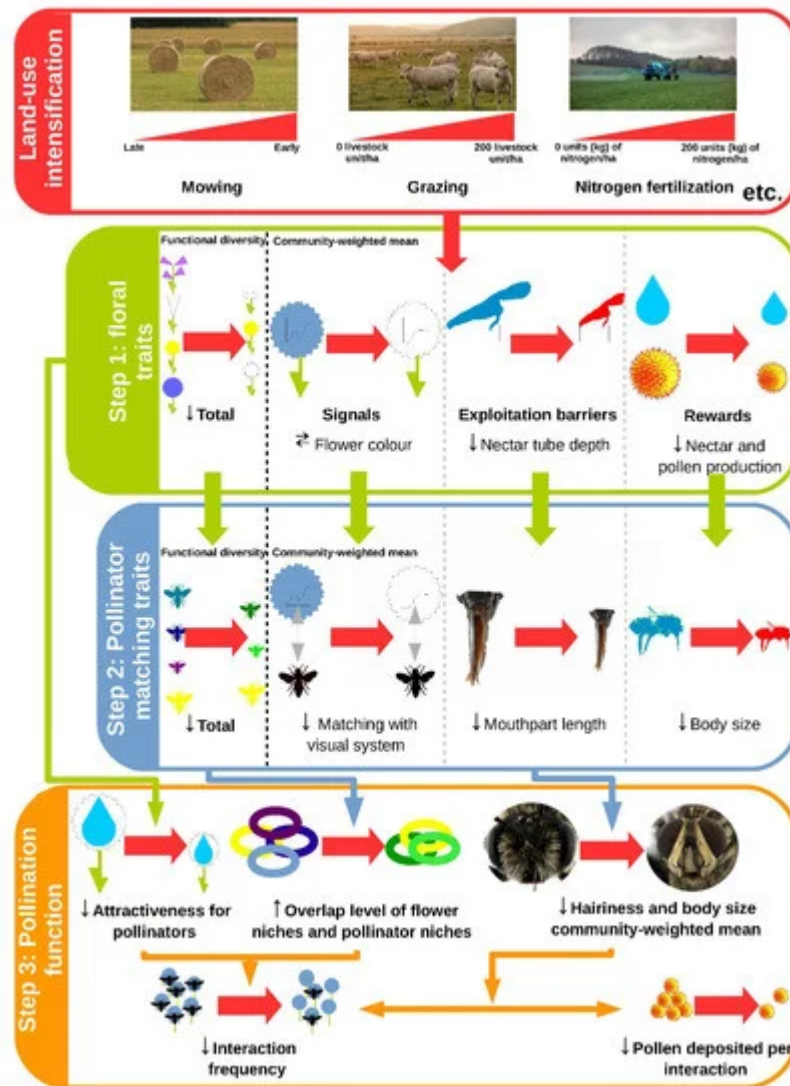 Land-use
intensification
Late
Early
Mowing
0 livestock
unit/ha
200 livestock
unit/ha
Grazing
0 units (kg) of
nitrogen/ha
200 units (kg) of
nitrogen/ha
Nitrogen fertilization
etc.
Step 1: floral
traits
Functional diversity
↓Total
Community-weighted mean
Signals
⇄ Flower colour
Exploitation barriers
↓Nectar tube depth
Rewards
↓Nectar and
pollen production
Step 2: Pollinator
matching traits
Functional diversity
↓Total
Community-weighted mean
↓ Matching with
visual system
↓Mouthpart length
↓Body size
Step 3: Pollination
function
↓Attractiveness for
pollinators
↑ Overlap level of flower
niches and pollinator niches
↓Hairiness and body size
community-weighted mean
↓Interaction
frequency
↓Pollen deposited per
interaction